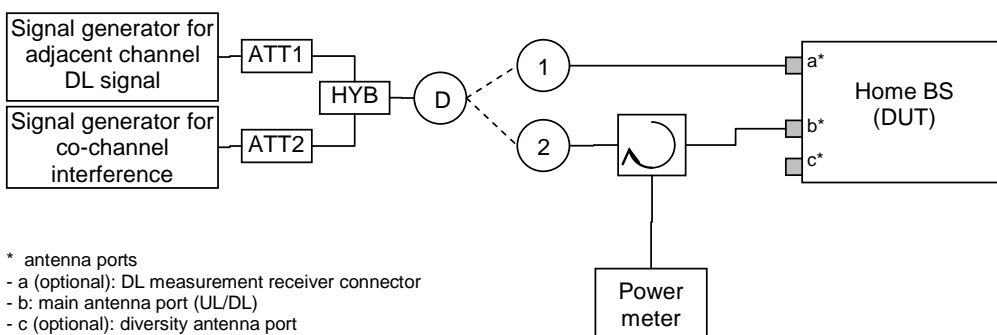 Signal generator for
adjacent channel
DL signal
ATT1
HYB
D
1
2
a*
b*
c*
Home BS
(DUT)
Signal generator for
co-channel
interference
ATT2
Power
meter
* antenna ports
- a (optional): DL measurement receiver connector
- b: main antenna port (UL/DL)
- c (optional): diversity antenna port